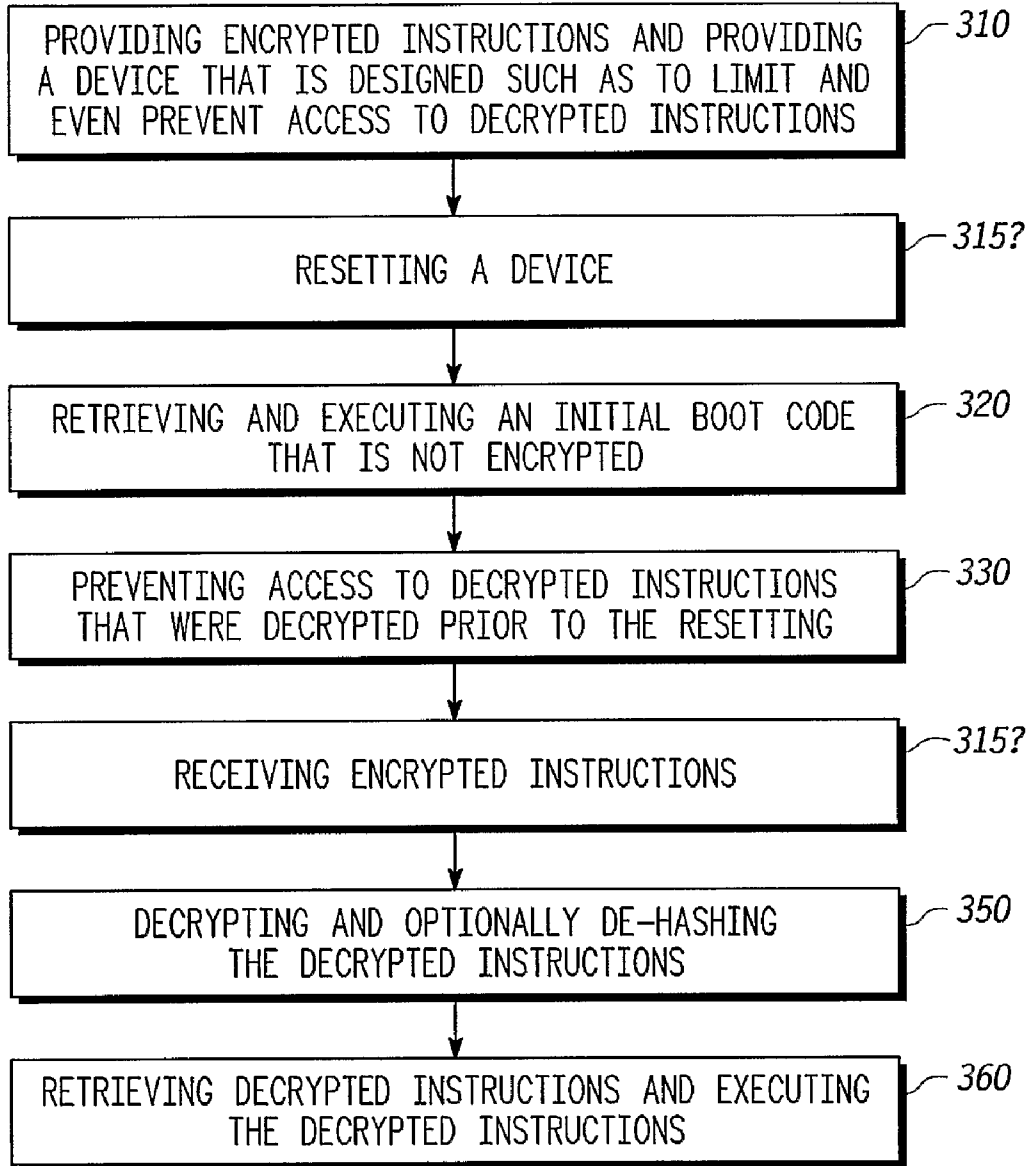 PROVIDING ENCRYPTED INSTRUCTIONS AND PROVIDING
A DEVICE THAT IS DESIGNED SUCH AS TO LIMIT AND
EVEN PREVENT ACCESS TO DECRYPTED INSTRUCTIONS
310
RESETTING A DEVICE
315?
RETRIEVING AND EXECUTING AN INITIAL BOOT CODE
THAT IS NOT ENCRYPTED
320
PREVENTING ACCESS TO DECRYPTED INSTRUCTIONS
THAT WERE DECRYPTED PRIOR TO THE RESETTING
330
RECEIVING ENCRYPTED INSTRUCTIONS
315?
DECRYPTING AND OPTIONALLY DE-HASHING
THE DECRYPTED INSTRUCTIONS
350
RETRIEVING DECRYPTED INSTRUCTIONS AND EXECUTING
THE DECRYPTED INSTRUCTIONS
360